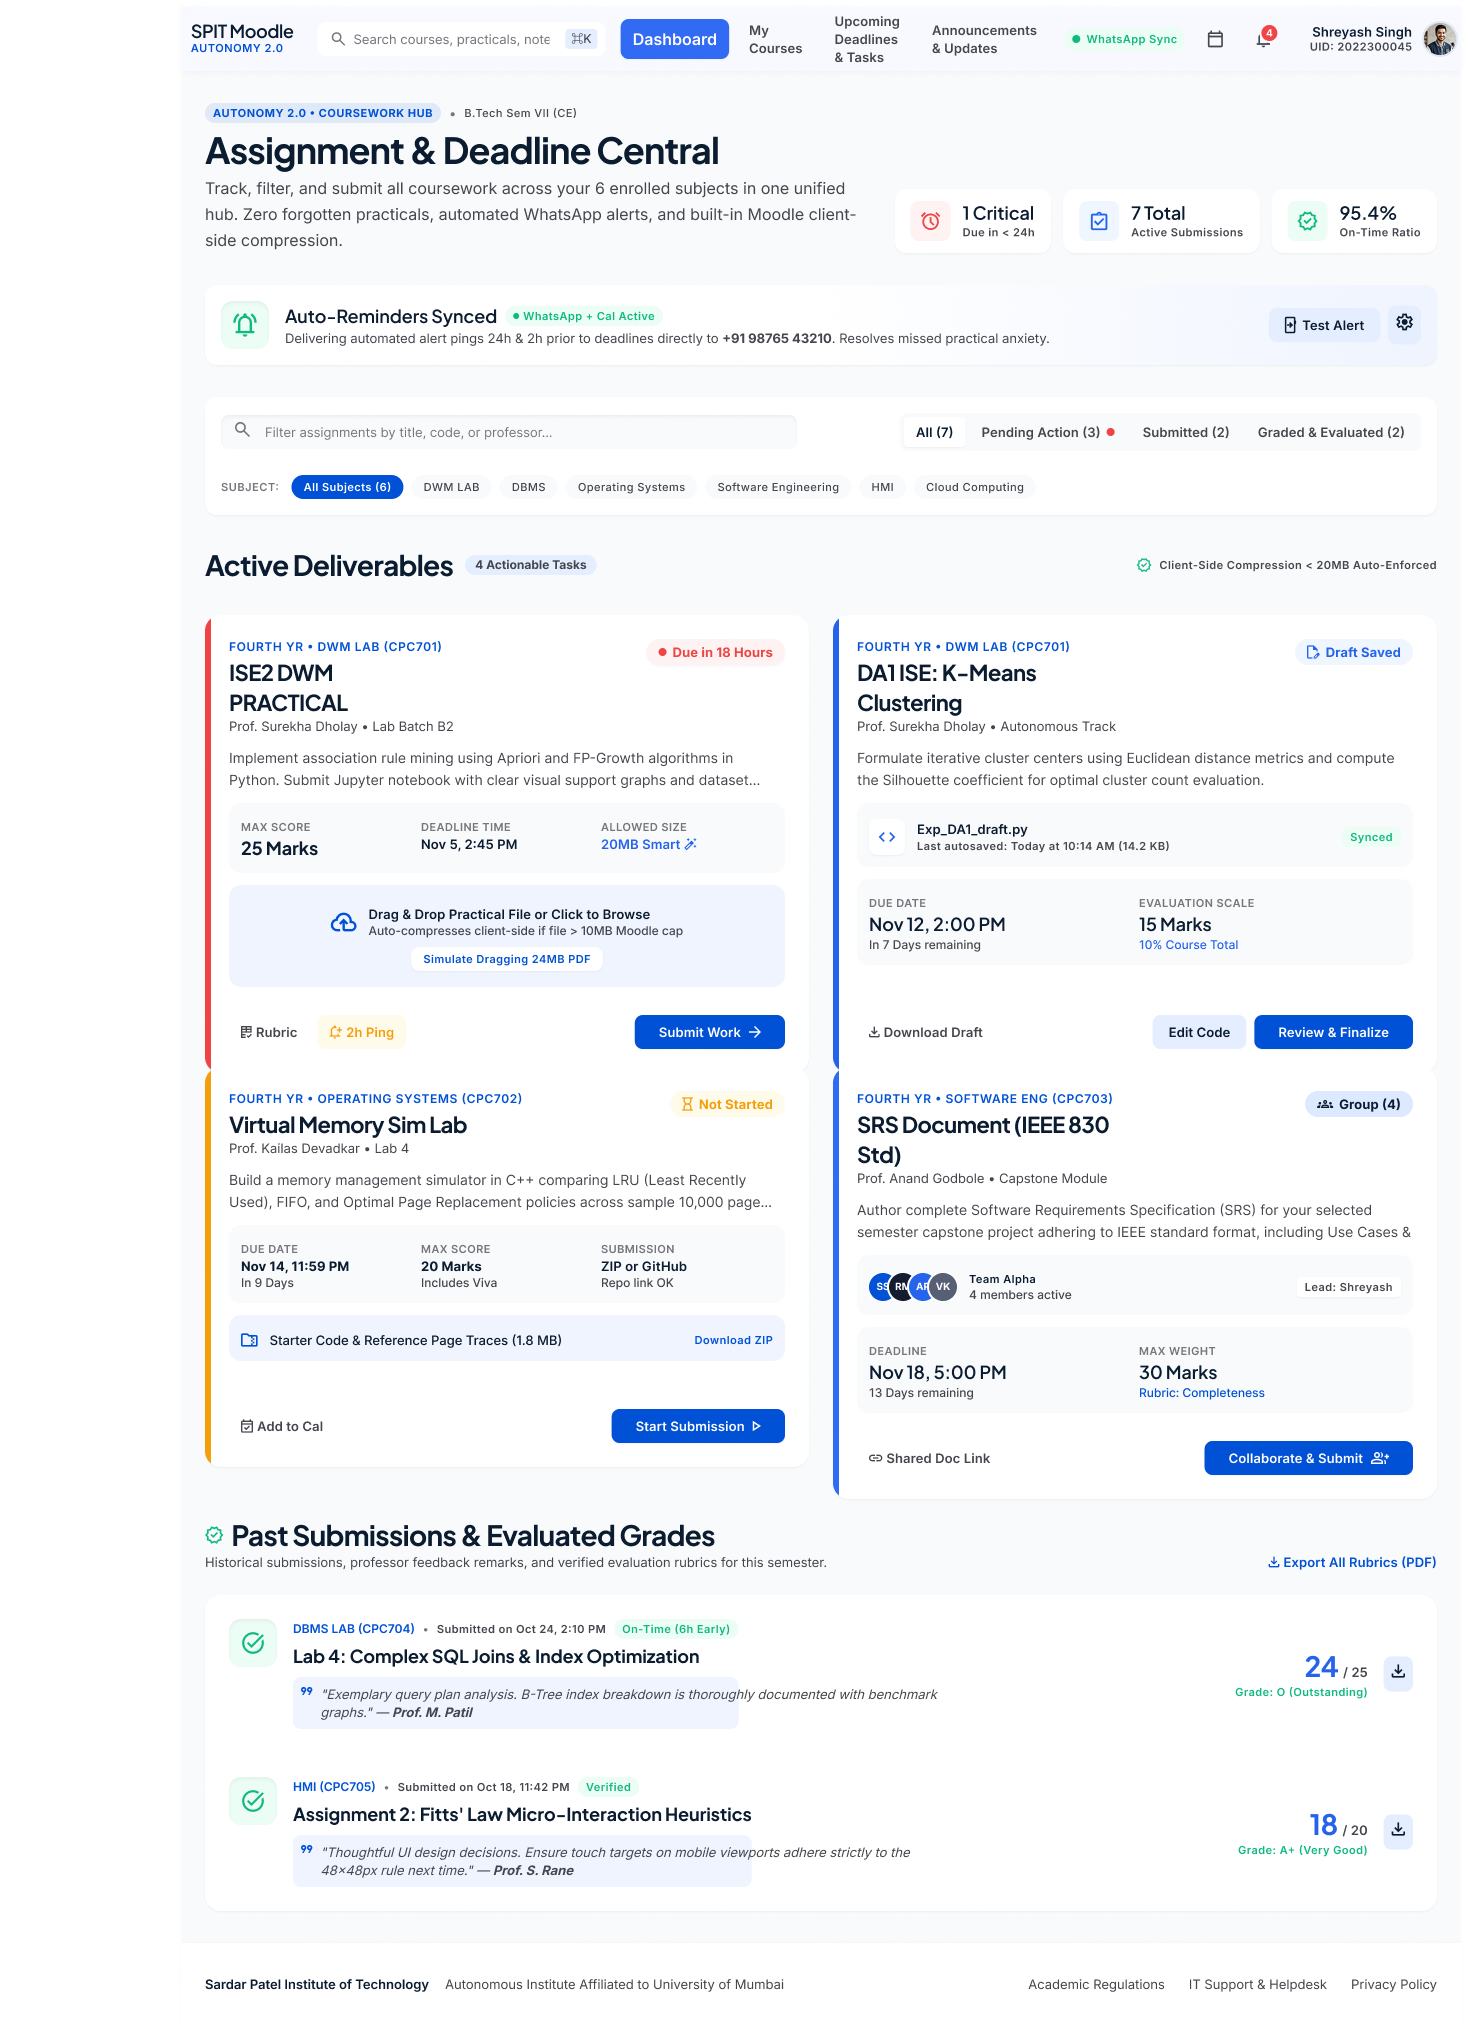 SPIT Moodle
AUTONOMY 2.0
Search courses, practicals, note
⌘K
Dashboard
My
Courses
Upcoming
Deadlines
& Tasks
Announcements
& Updates
WhatsApp Sync
4
Shreyash Singh
UID: 2022300045
AUTONOMY 2.0 • COURSEWORK HUB • B.Tech Sem VII (CE)
Assignment & Deadline Central
Track, filter, and submit all coursework across your 6 enrolled subjects in one unified
hub. Zero forgotten practicals, automated WhatsApp alerts, and built-in Moodle client-
side compression.
1 Critical
Due in < 24h
7 Total
Active Submissions
95.4%
On-Time Ratio
Auto-Reminders Synced
WhatsApp + Cal Active
Delivering automated alert pings 24h & 2h prior to deadlines directly to +91 98765 43210. Resolves missed practical anxiety.
Test Alert
Filter assignments by title, code, or professor...
All (7)
Pending Action (3)
Submitted (2)
Graded & Evaluated (2)
SUBJECT:
All Subjects (6)
DWM LAB
DBMS
Operating Systems
Software Engineering
HMI
Cloud Computing
Active Deliverables
4 Actionable Tasks
Client-Side Compression < 20MB Auto-Enforced
FOURTH YR • DWM LAB (CPC701)
Due in 18 Hours
ISE2 DWM
PRACTICAL
Prof. Surekha Dholay • Lab Batch B2
Implement association rule mining using Apriori and FP-Growth algorithms in
Python. Submit Jupyter notebook with clear visual support graphs and dataset...
MAX SCORE
25 Marks
DEADLINE TIME
Nov 5, 2:45 PM
ALLOWED SIZE
20MB Smart
Drag & Drop Practical File or Click to Browse
Auto-compresses client-side if file > 10MB Moodle cap
Simulate Dragging 24MB PDF
Rubric
2h Ping
Submit Work
FOURTH YR • DWM LAB (CPC701)
Draft Saved
DA1 ISE: K-Means
Clustering
Prof. Surekha Dholay • Autonomous Track
Formulate iterative cluster centers using Euclidean distance metrics and compute
the Silhouette coefficient for optimal cluster count evaluation.
Exp_DA1_draft.py
Last autosaved: Today at 10:14 AM (14.2 KB)
Synced
DUE DATE
Nov 12, 2:00 PM
In 7 Days remaining
EVALUATION SCALE
15 Marks
10% Course Total
Download Draft
Edit Code
Review & Finalize
FOURTH YR • OPERATING SYSTEMS (CPC702)
Not Started
Virtual Memory Sim Lab
Prof. Kailas Devadkar • Lab 4
Build a memory management simulator in C++ comparing LRU (Least Recently
Used), FIFO, and Optimal Page Replacement policies across sample 10,000 page...
DUE DATE
Nov 14, 11:59 PM
In 9 Days
MAX SCORE
20 Marks
Includes Viva
SUBMISSION
ZIP or GitHub
Repo link OK
Starter Code & Reference Page Traces (1.8 MB)
Download ZIP
Add to Cal
Start Submission
FOURTH YR • SOFTWARE ENG (CPC703)
Group (4)
SRS Document (IEEE 830
Std)
Prof. Anand Godbole • Capstone Module
Author complete Software Requirements Specification (SRS) for your selected
semester capstone project adhering to IEEE standard format, including Use Cases &
SS RM AP VK
Team Alpha
4 members active
Lead: Shreyash
DEADLINE
Nov 18, 5:00 PM
13 Days remaining
MAX WEIGHT
30 Marks
Rubric: Completeness
Shared Doc Link
Collaborate & Submit
Past Submissions & Evaluated Grades
Historical submissions, professor feedback remarks, and verified evaluation rubrics for this semester.
Export All Rubrics (PDF)
DBMS LAB (CPC704) • Submitted on Oct 24, 2:10 PM On-Time (6h Early)
Lab 4: Complex SQL Joins & Index Optimization
"Exemplary query plan analysis. B-Tree index breakdown is thoroughly documented with benchmark
graphs." — Prof. M. Patil
24 / 25
Grade: O (Outstanding)
HMI (CPC705) • Submitted on Oct 18, 11:42 PM Verified
Assignment 2: Fitts' Law Micro-Interaction Heuristics
"Thoughtful UI design decisions. Ensure touch targets on mobile viewports adhere strictly to the
48×48px rule next time." — Prof. S. Rane
18 / 20
Grade: A+ (Very Good)
Sardar Patel Institute of Technology
Autonomous Institute Affiliated to University of Mumbai
Academic Regulations
IT Support & Helpdesk
Privacy Policy